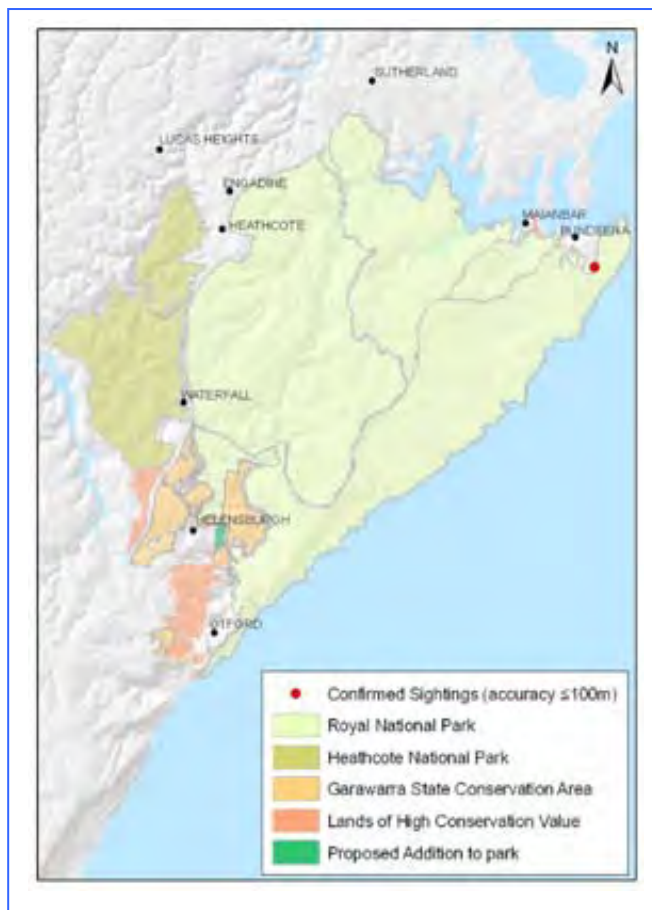 N
SUTHERLAND
LUCAS HEIGHTS
ENGADINE
MAIANBAR
HEATHCOTE
BUNDEENA
WATERFALL
HELENSBURGH
OTFORD
Confirmed Sightings (accuracy ≤100m)
Royal National Park
Heathcote National Park
Garawarra State Conservation Area
Lands of High Conservation Value
Proposed Addition to park